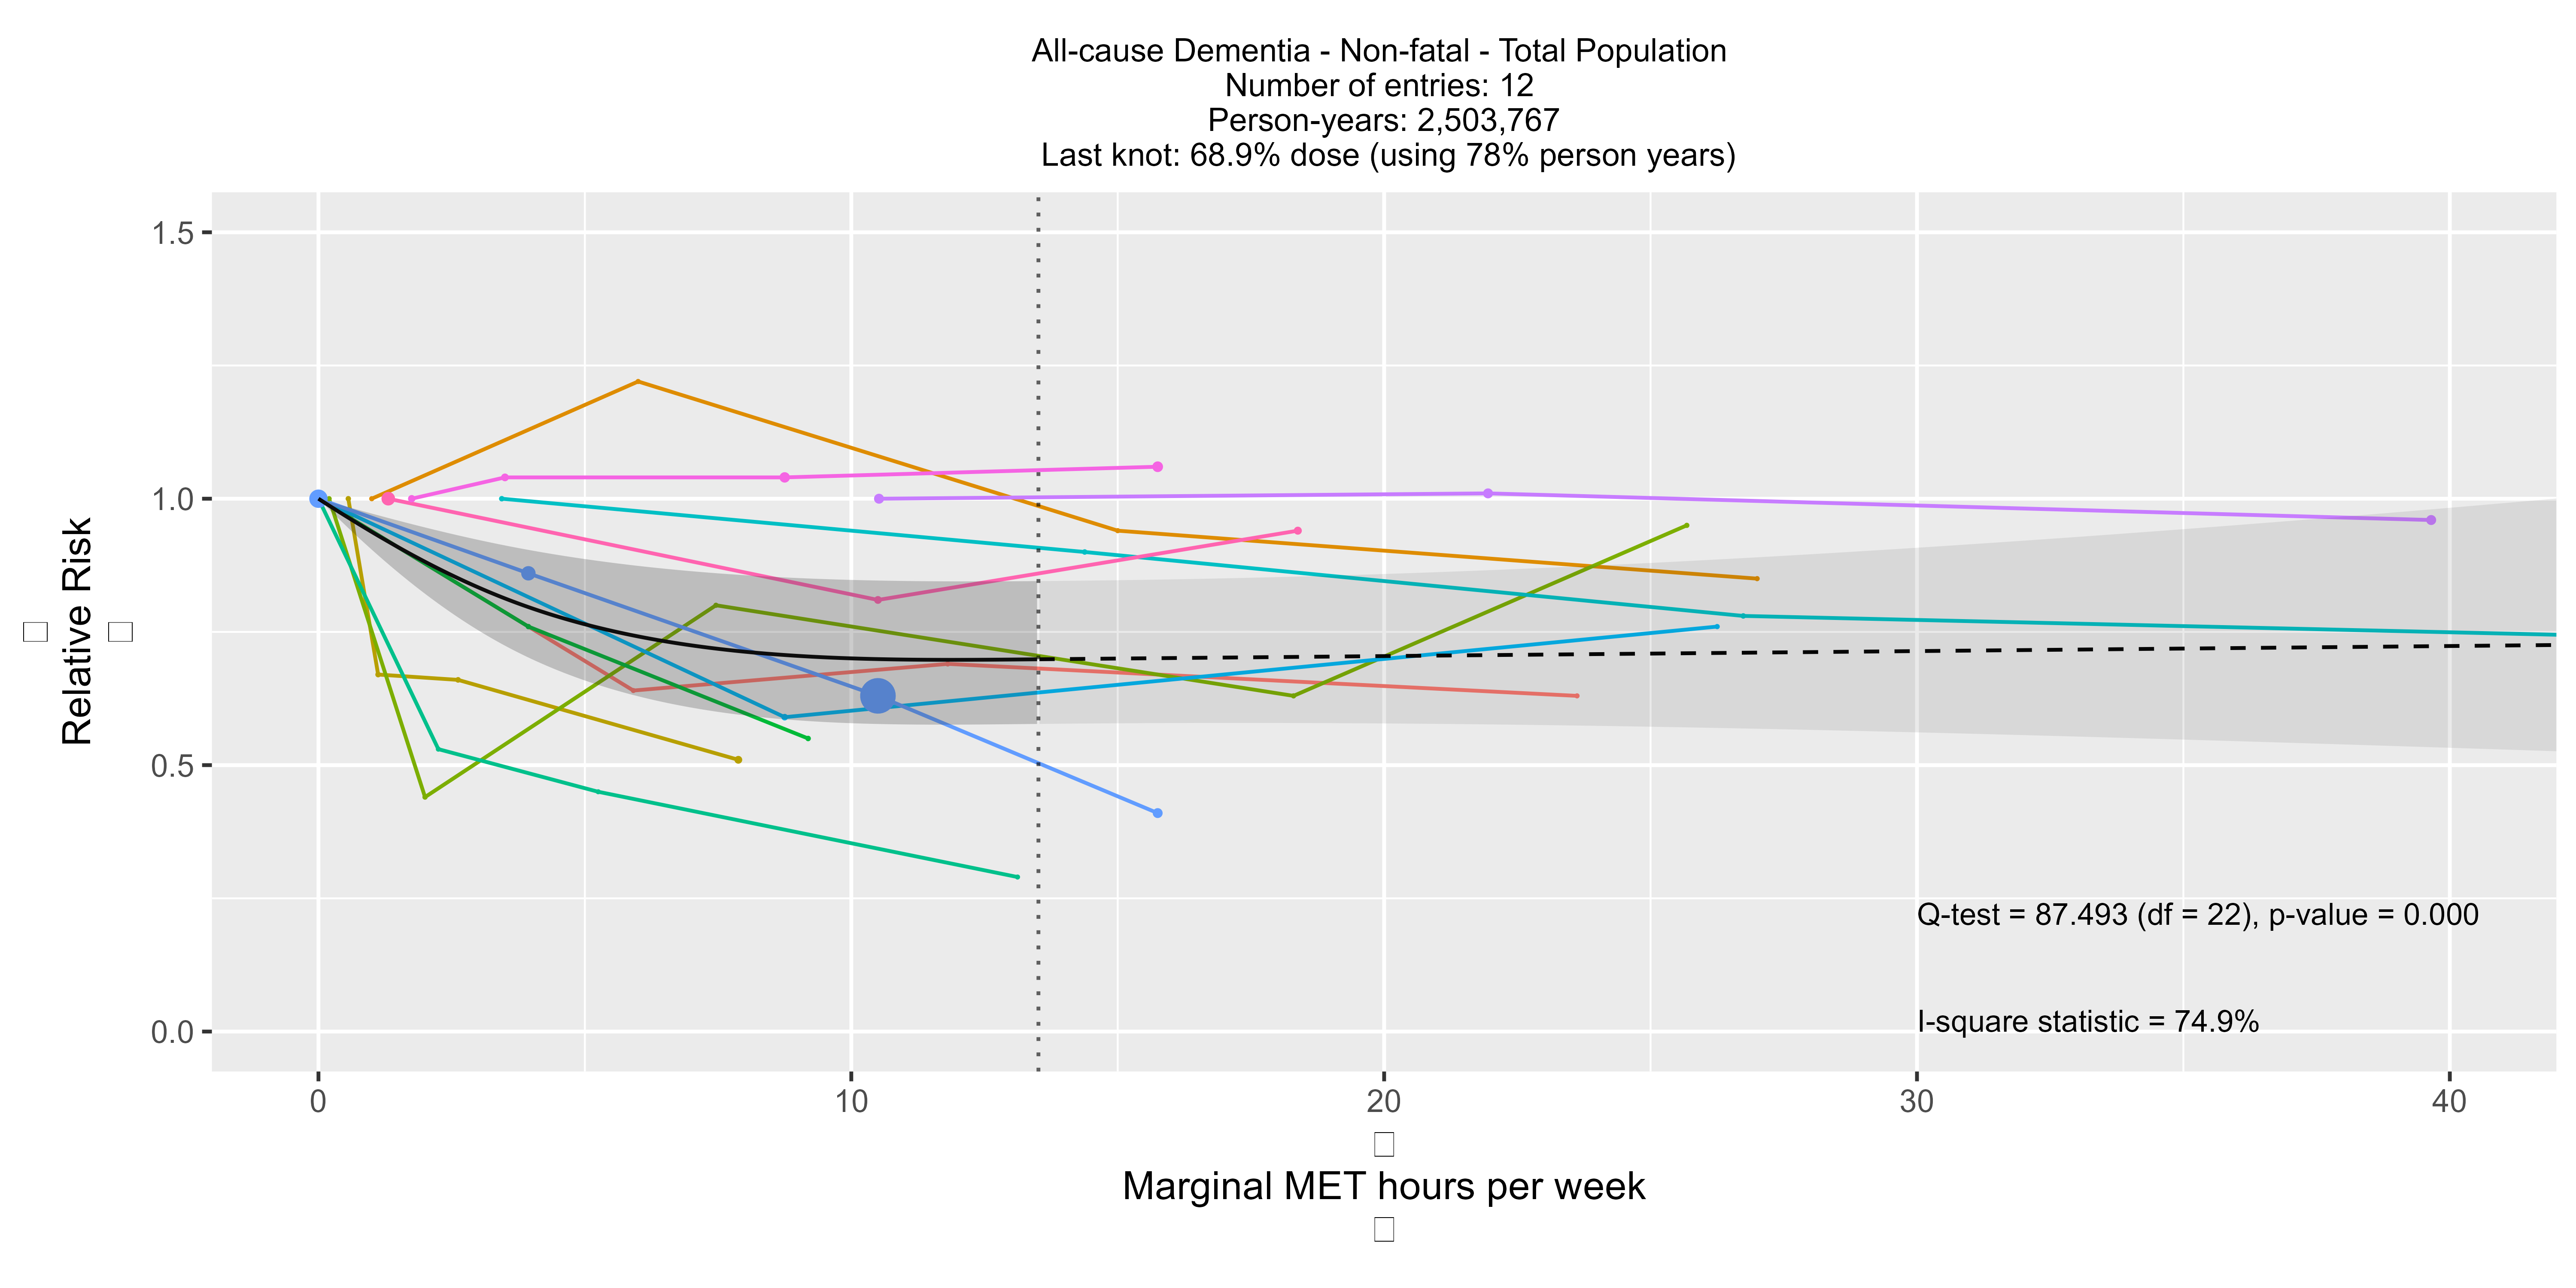 All-cause Dementia - Non-fatal - Total Population
Number of entries: 12
Person-years: 2,503,767
Last knot: 68.9% dose (using 78% person years)
1.5
1.0
0.5
0.0
Relative Risk
Q-test = 87.493 (df = 22), p-value = 0.000
I-square statistic = 74.9%
0 10 20 30 40
Marginal MET hours per week